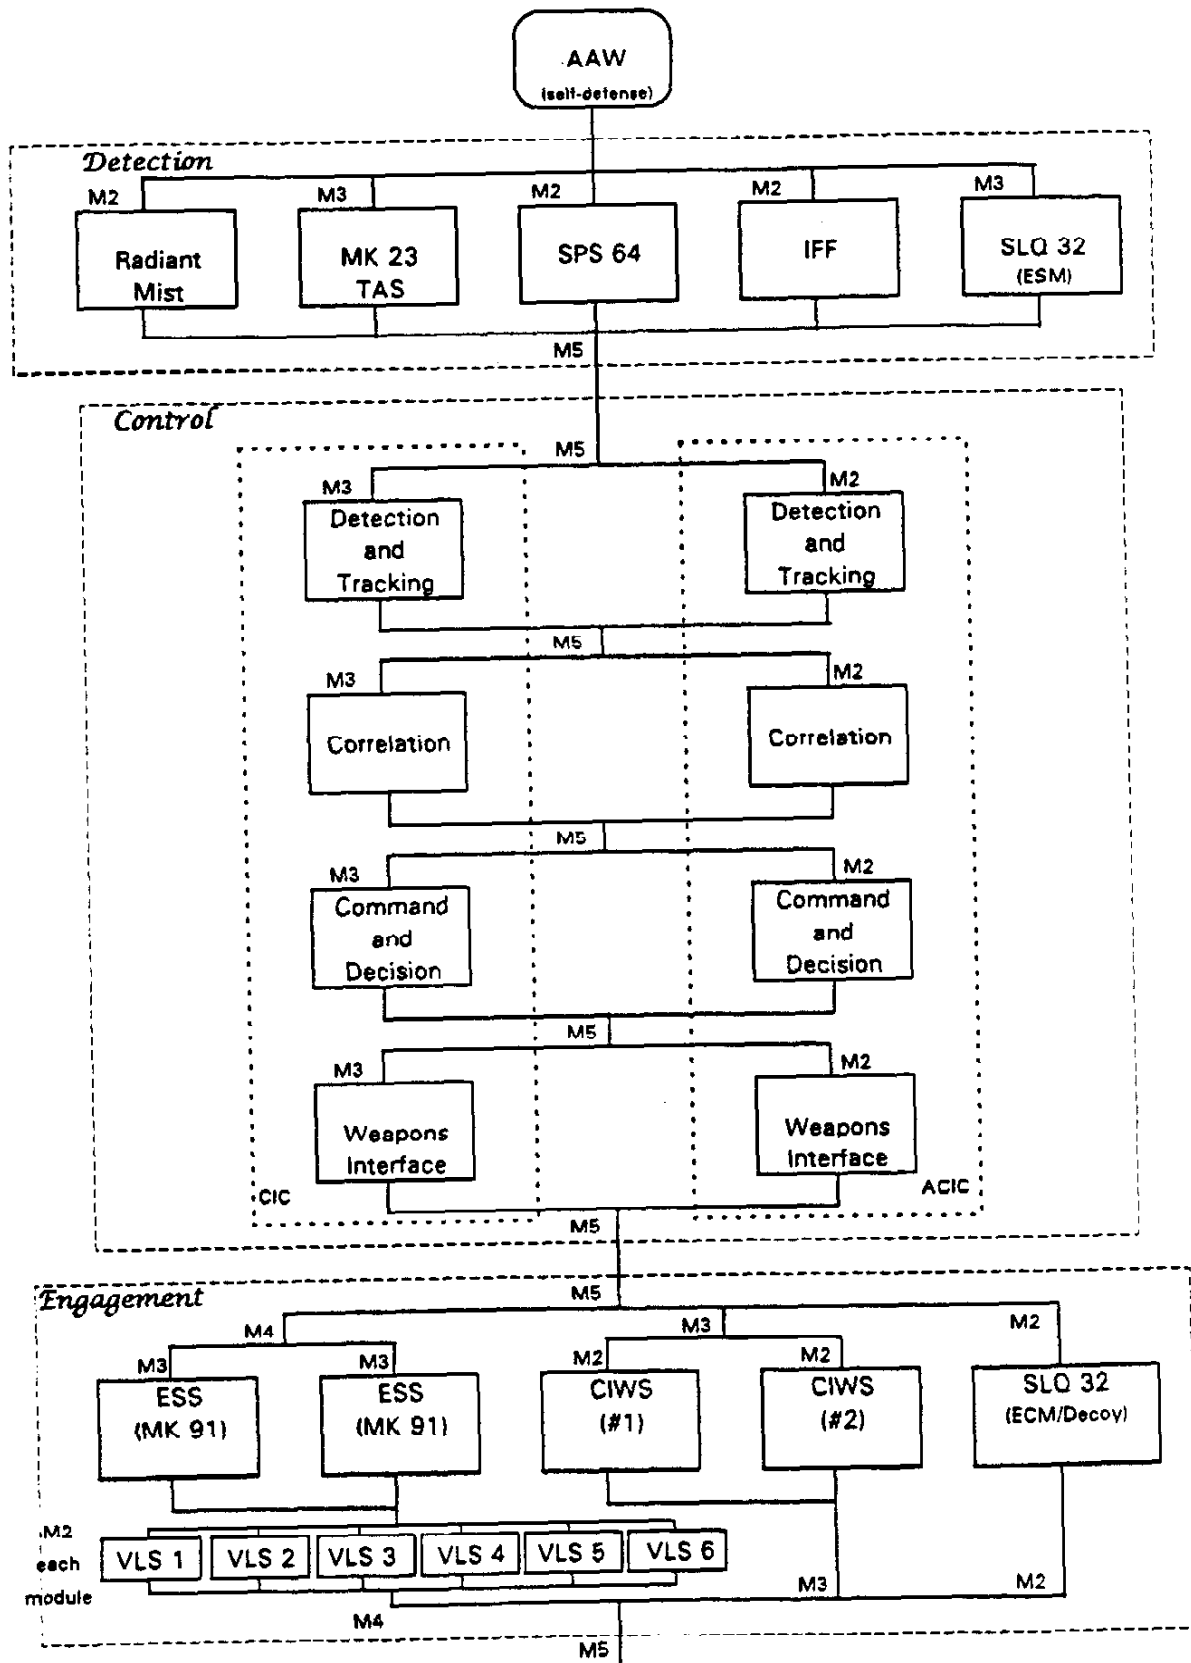 AAW
(self-defense)
Detection
M2
M3
M2
M2
M3
Radiant
Mist
MK 23
TAS
SPS 64
IFF
SLQ 32
(ESM)
M5
Control
M5
M3
M2
Detection
and
Tracking
Detection
and
Tracking
M5
M3
M2
Correlation
Correlation
M5
M3
M2
Command
and
Decision
Command
and
Decision
M5
M3
M2
Weapons
Interface
Weapons
Interface
CIC
ACIC
M5
Engagement
M5
M4
M3
M2
M3
M3
M2
M2
ESS
(MK 91)
ESS
(MK 91)
CIWS
(#1)
CIWS
(#2)
SLQ 32
(ECM/Decoy)
M2
each
module
VLS 1
VLS 2
VLS 3
VLS 4
VLS 5
VLS 6
M4
M3
M2
M5